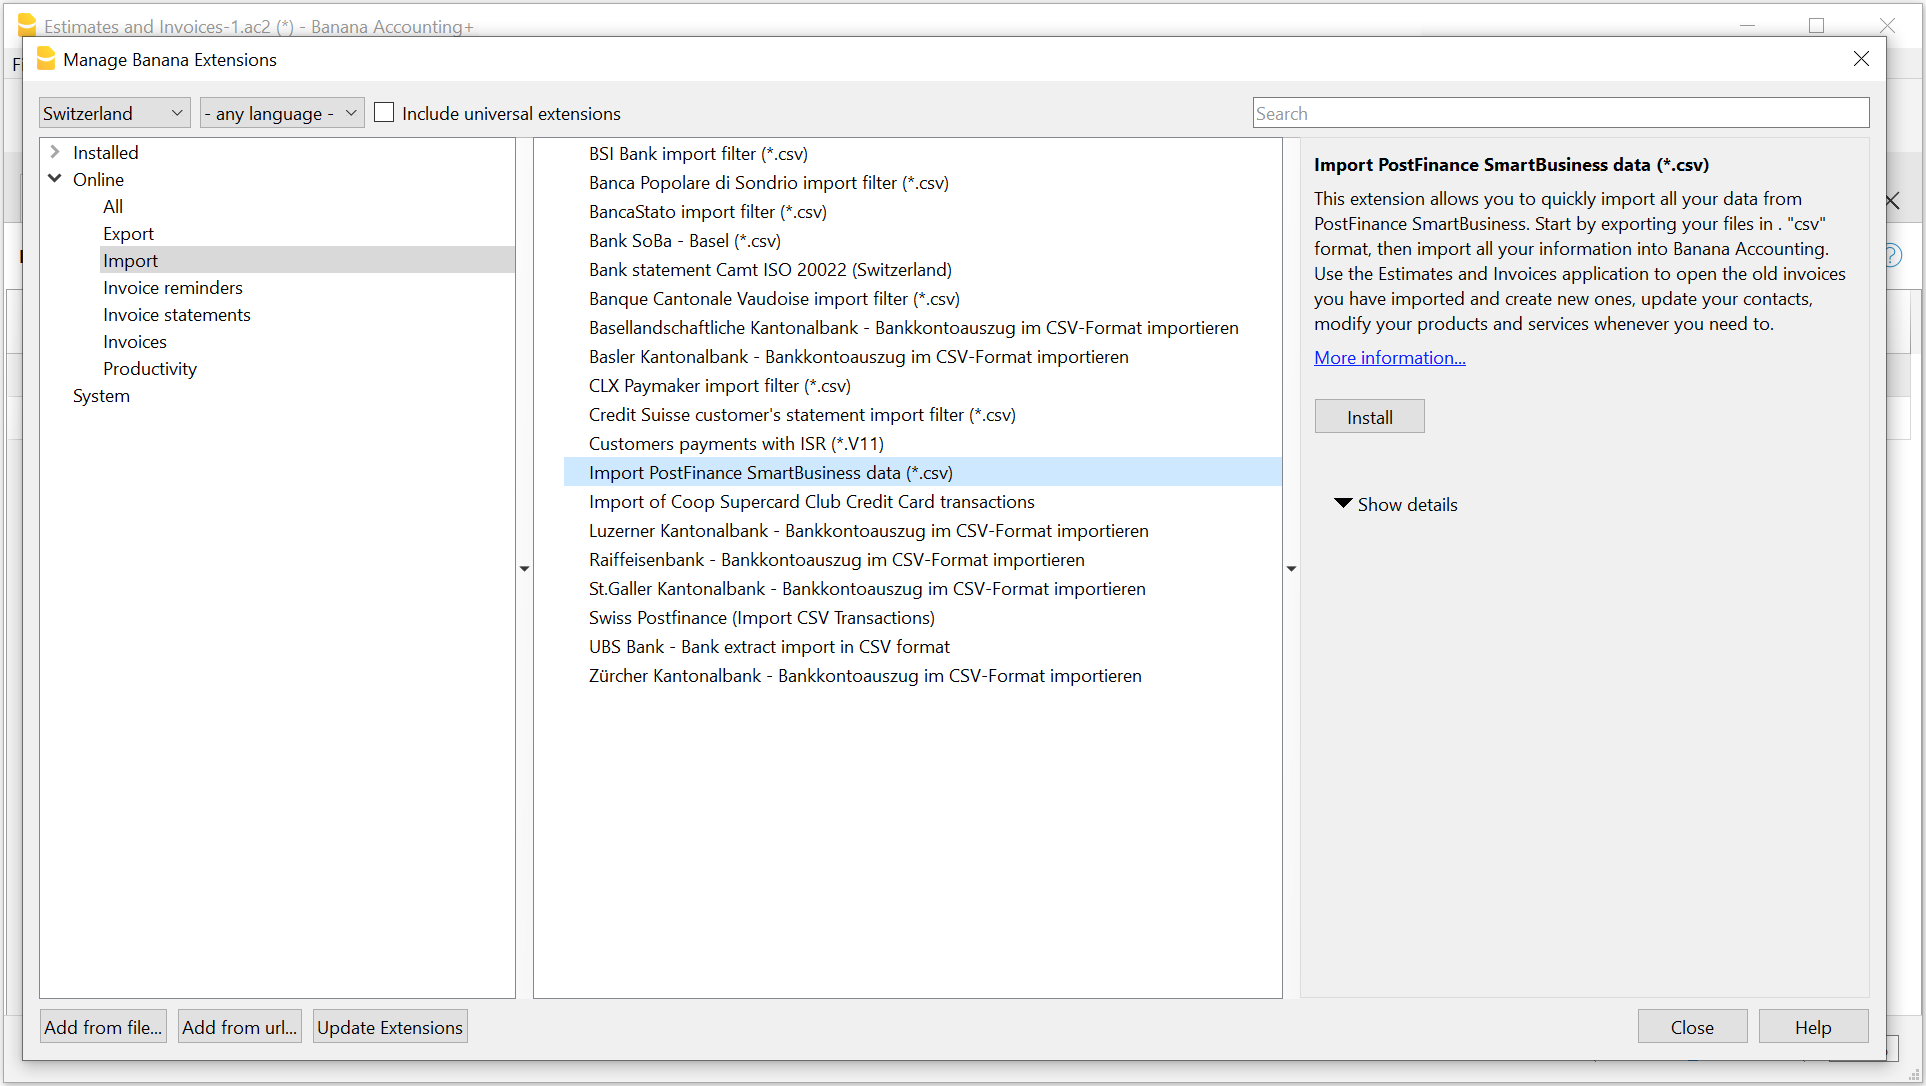 Estimates and Invoices-1.ac2 (*) - Banana Accounting+
Manage Banana Extensions
Switzerland
- any language -
Include universal extensions
Search
Installed
Online
All
Export
Import
Invoice reminders
Invoice statements
Invoices
Productivity
System
BSI Bank import filter (*.csv)
Banca Popolare di Sondrio import filter (*.csv)
BancaStato import filter (*.csv)
Bank SoBa - Basel (*.csv)
Bank statement Camt ISO 20022 (Switzerland)
Banque Cantonale Vaudoise import filter (*.csv)
Basellandschaftliche Kantonalbank - Bankkontoauszug im CSV-Format importieren
Basler Kantonalbank - Bankkontoauszug im CSV-Format importieren
CLX Paymaker import filter (*.csv)
Credit Suisse customer's statement import filter (*.csv)
Customers payments with ISR (*.V11)
Import PostFinance SmartBusiness data (*.csv)
Import of Coop Supercard Club Credit Card transactions
Luzerner Kantonalbank - Bankkontoauszug im CSV-Format importieren
Raiffeisenbank - Bankkontoauszug im CSV-Format importieren
St.Galler Kantonalbank - Bankkontoauszug im CSV-Format importieren
Swiss Postfinance (Import CSV Transactions)
UBS Bank - Bank extract import in CSV format
Zürcher Kantonalbank - Bankkontoauszug im CSV-Format importieren
Import PostFinance SmartBusiness data (*.csv)
This extension allows you to quickly import all your data from
PostFinance SmartBusiness. Start by exporting your files in . "csv"
format, then import all your information into Banana Accounting.
Use the Estimates and Invoices application to open the old invoices
you have imported and create new ones, update your contacts,
modify your products and services whenever you need to.
More information...
Install
Show details
Add from file...
Add from url...
Update Extensions
Close
Help